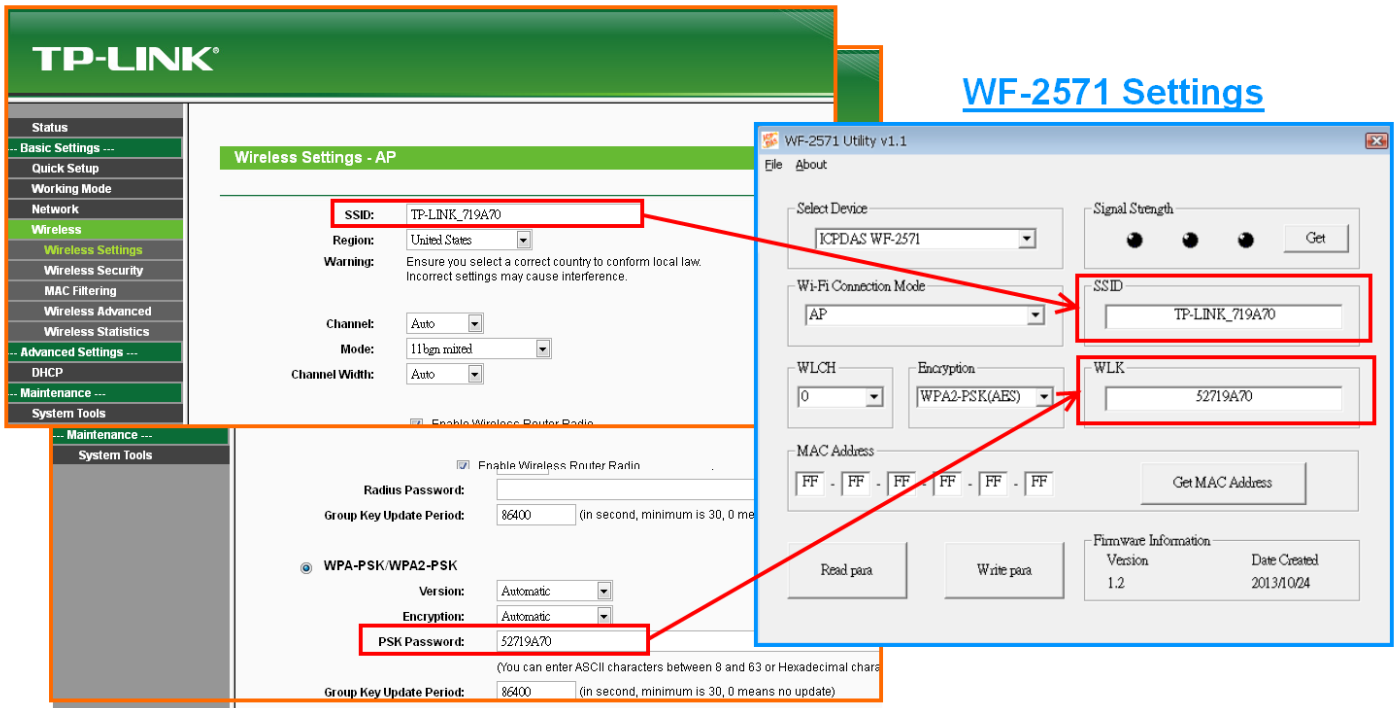 TP-LINK®
Status
--- Basic Settings ---
Quick Setup
Working Mode
Network
Wireless
Wireless Settings
Wireless Security
MAC Filtering
Wireless Advanced
Wireless Statistics
--- Advanced Settings ---
DHCP
--- Maintenance ---
System Tools
Wireless Settings - AP
SSID: TP-LINK_719A70
Region: United States
Warning: Ensure you select a correct country to conform local law.
Incorrect settings may cause interference.
Channel: Auto
Mode: 11bgn mixed
Channel Width: Auto
Enable Wireless Router Radio
--- Maintenance ---
System Tools
Enable Wireless Router Radio
Radius Password:
Group Key Update Period: 86400 (in second, minimum is 30, 0 me
WPA-PSK/WPA2-PSK
Version: Automatic
Encryption: Automatic
PSK Password: 52719A70
(You can enter ASCII characters between 8 and 63 or Hexadecimal chara
Group Key Update Period: 86400 (in second, minimum is 30, 0 means no update)
WF-2571 Settings
WF-2571 Utility v1.1
File About
Select Device
ICPDAS WF-2571
Signal Strength
Get
Wi-Fi Connection Mode
AP
SSID
TP-LINK_719A70
WLCH
0
Encryption
WPA2-PSK(AES)
WLK
52719A70
MAC Address
FF - FF - FF - FF - FF - FF
Get MAC Address
Read para
Write para
Firmware Information
Version Date Created
1.2 2013/10/24